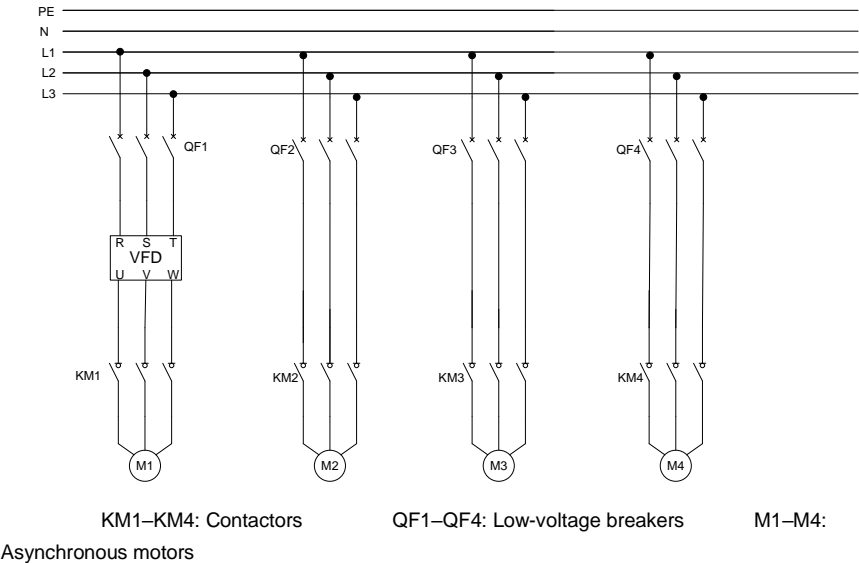 PE
N
L1
L2
L3
QF1
QF2
QF3
QF4
R S T
VFD
U V W
KM1
KM2
KM3
KM4
M1
M2
M3
M4
KM1–KM4: Contactors QF1–QF4: Low-voltage breakers M1–M4:
Asynchronous motors